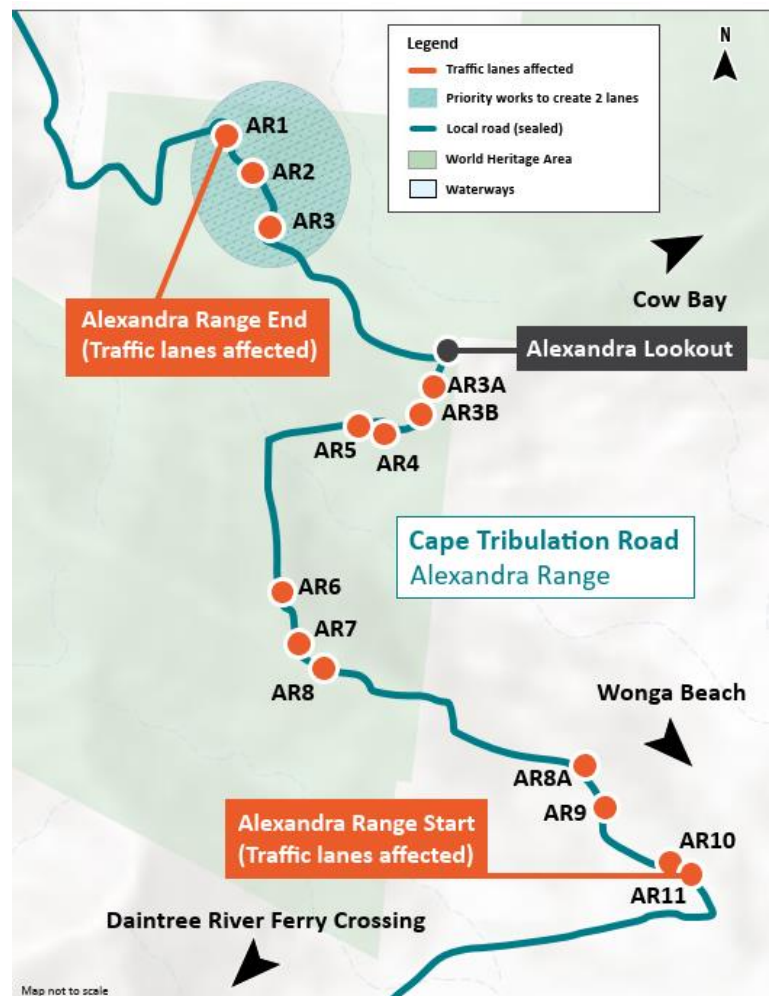 Legend
Traffic lanes affected
Priority works to create 2 lanes
Local road (sealed)
World Heritage Area
Waterways
N
AR1
AR2
AR3
Cow Bay
Alexandra Range End
(Traffic lanes affected)
Alexandra Lookout
AR3A
AR3B
AR5
AR4
Cape Tribulation Road
Alexandra Range
AR6
AR7
AR8
Wonga Beach
AR8A
AR9
Alexandra Range Start
(Traffic lanes affected)
AR10
AR11
Daintree River Ferry Crossing
Map not to scale